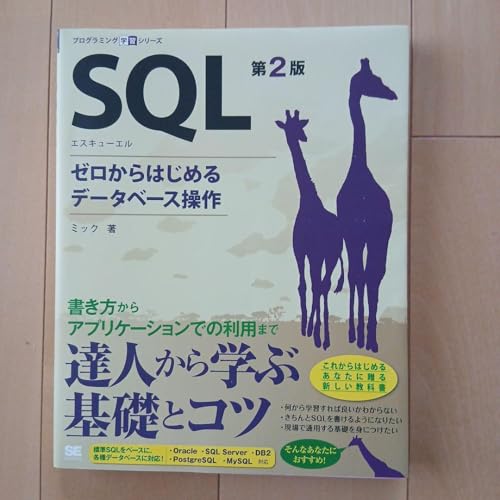 プログラミング学習シリーズ
SQL
第2版
エスキューエル
ゼロからはじめる
データベース操作
ミック 著
書き方から
アプリケーションでの利用まで
達人から学ぶ
基礎とコツ
これからはじめる
あなたに贈る
新しい教科書
・何から学習すれば良いかわからない
・きちんとSQLを書けるようになりたい
・現場で通用する基礎を身につけたい
そんなあなたに
おすすめ!
SE
標準SQLをベースに、
各種データベースに対応!
・Oracle ・SQL Server ・DB2
・PostgreSQL ・MySQL 対応